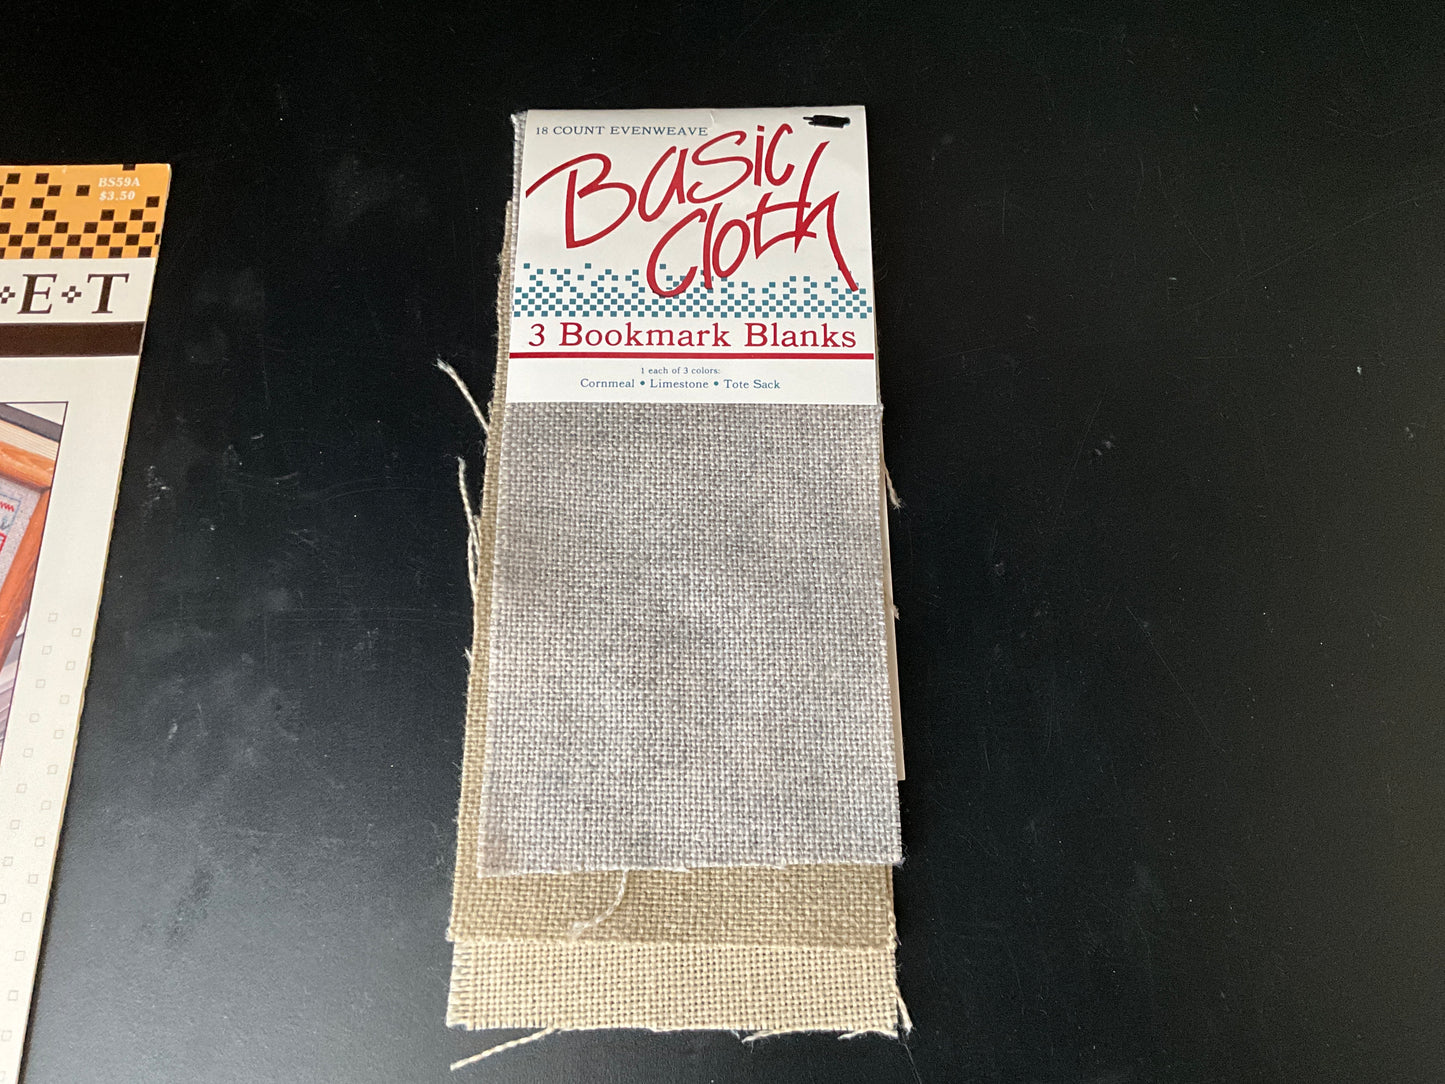 BS59A
$3.50
E T
18 COUNT EVENWEAVE
Basic
Cloth
3 Bookmark Blanks
1 each of 3 colors:
Cornmeal • Limestone • Tote Sack